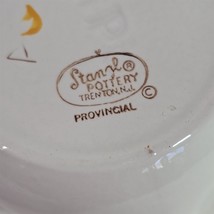 Stangl®
POTTERY
TRENTON, N.J.
©
PROVINCIAL